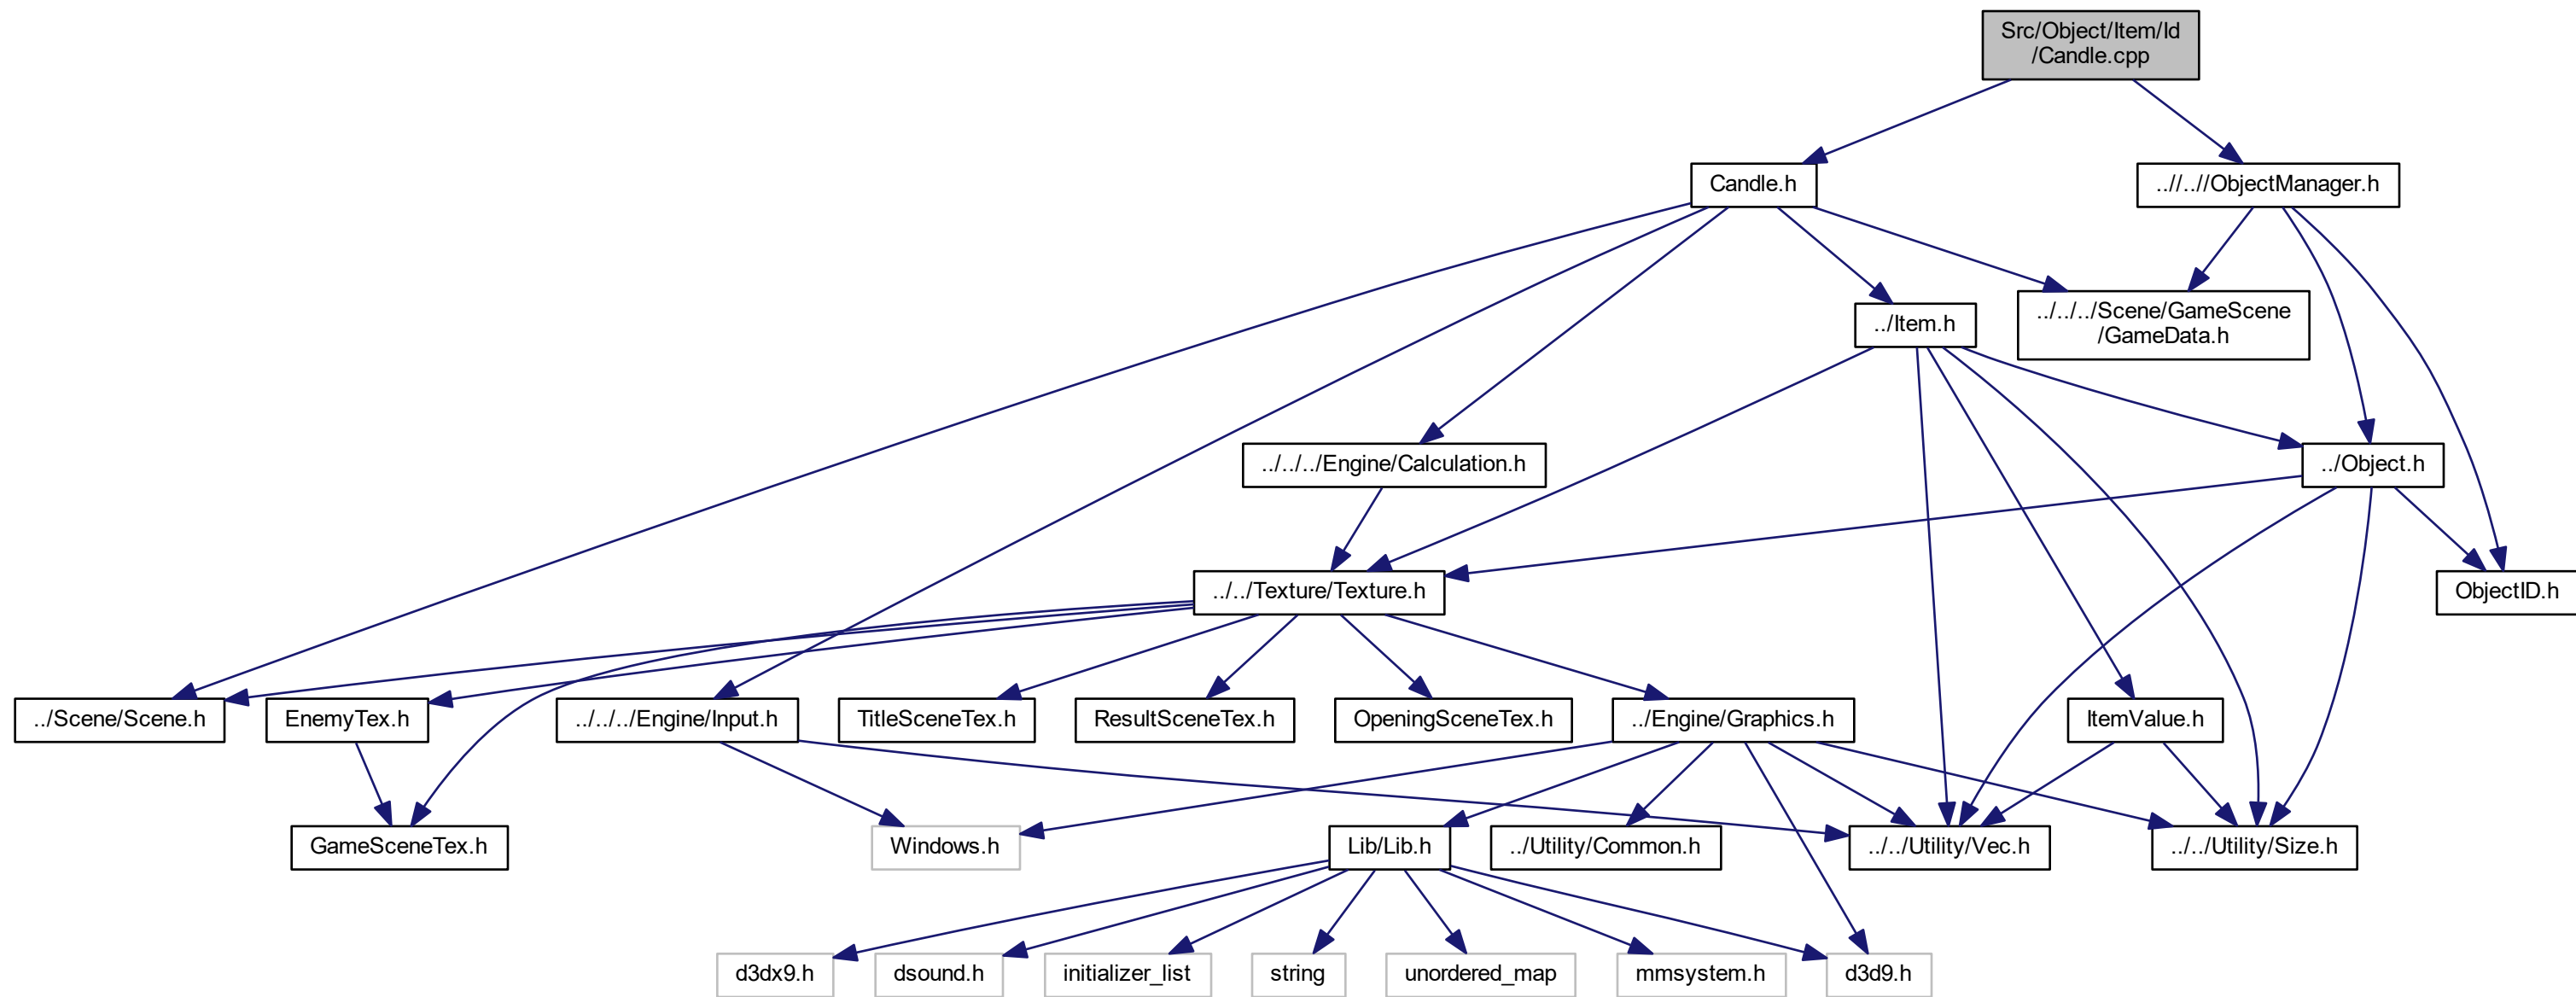 Src/Object/Item/Id
/Candle.cpp
Candle.h
..//..//ObjectManager.h
../Item.h
../../../Scene/GameScene
/GameData.h
../../../Engine/Calculation.h
../Object.h
../../Texture/Texture.h
ObjectID.h
../Scene/Scene.h
EnemyTex.h
../../../Engine/Input.h
TitleSceneTex.h
ResultSceneTex.h
OpeningSceneTex.h
../Engine/Graphics.h
ItemValue.h
GameSceneTex.h
Windows.h
Lib/Lib.h
../Utility/Common.h
../../Utility/Vec.h
../../Utility/Size.h
d3dx9.h
dsound.h
initializer_list
string
unordered_map
mmsystem.h
d3d9.h